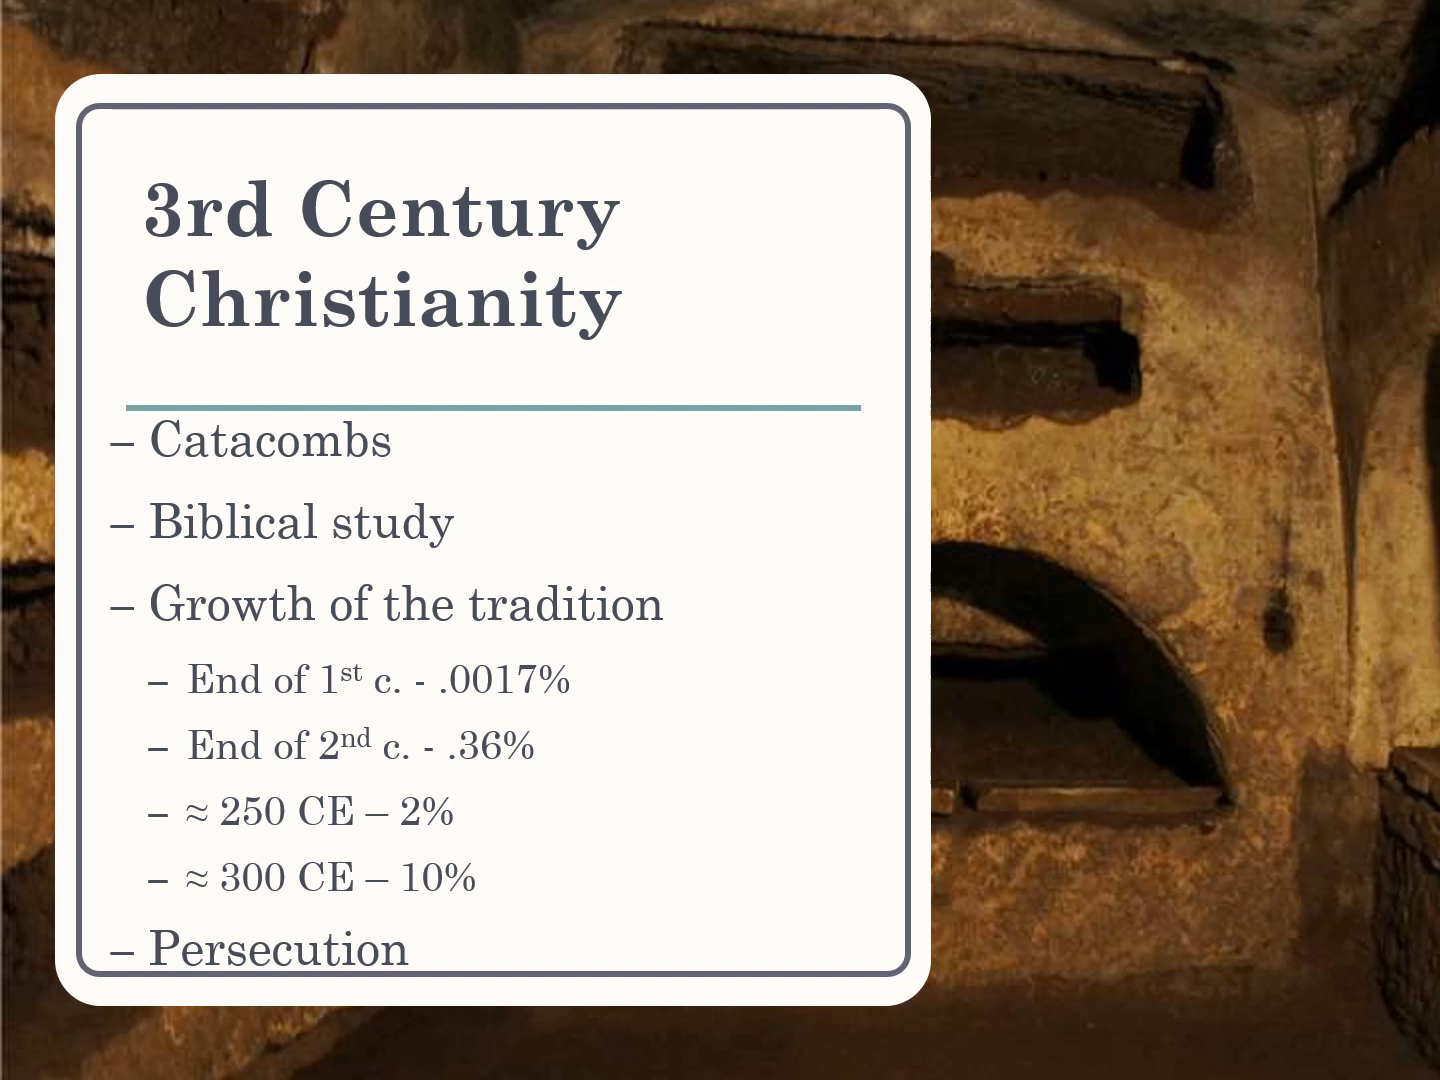 3rd Century
Christianity
– Catacombs
– Biblical study
– Growth of the tradition
– End of 1st c. - .0017%
– End of 2nd c. - .36%
– ≈ 250 CE – 2%
– ≈ 300 CE – 10%
– Persecution